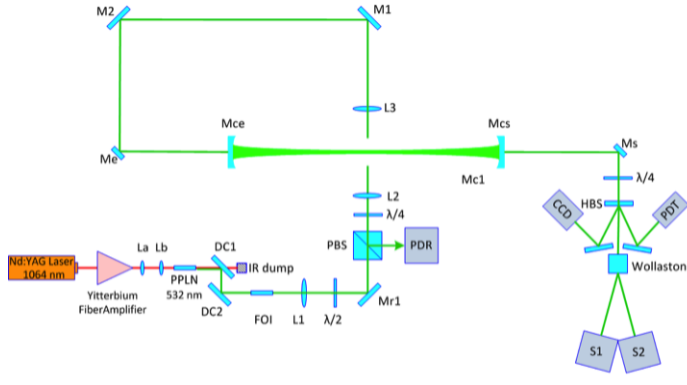 M2
M1
L3
Mce
Mcs
Me
Ms
Mc1
λ/4
L2
λ/4
HBS
CCD
PDT
PBS
PDR
Wollaston
Nd:YAG Laser
1064 nm
La
Lb
DC1
IR dump
PPLN
532 nm
Yitterbium
FiberAmplifier
DC2
FOI
L1
λ/2
Mr1
S1
S2